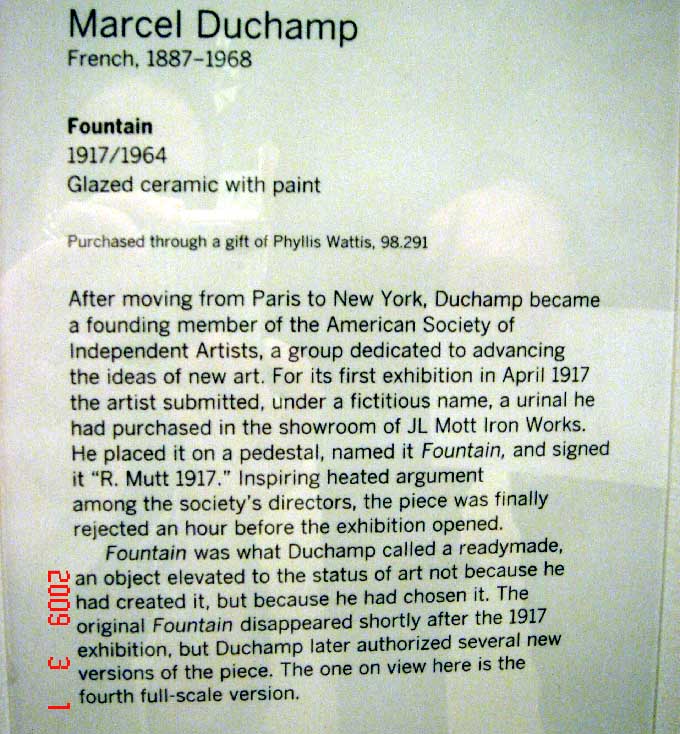 Marcel Duchamp
French, 1887–1968
Fountain
1917/1964
Glazed ceramic with paint
Purchased through a gift of Phyllis Wattis, 98.291
After moving from Paris to New York, Duchamp became
a founding member of the American Society of
Independent Artists, a group dedicated to advancing
the ideas of new art. For its first exhibition in April 1917
the artist submitted, under a fictitious name, a urinal he
had purchased in the showroom of JL Mott Iron Works.
He placed it on a pedestal, named it Fountain, and signed
it “R. Mutt 1917.” Inspiring heated argument
among the society’s directors, the piece was finally
rejected an hour before the exhibition opened.
Fountain was what Duchamp called a readymade,
an object elevated to the status of art not because he
had created it, but because he had chosen it. The
original Fountain disappeared shortly after the 1917
exhibition, but Duchamp later authorized several new
versions of the piece. The one on view here is the
fourth full-scale version.
2009 3 1